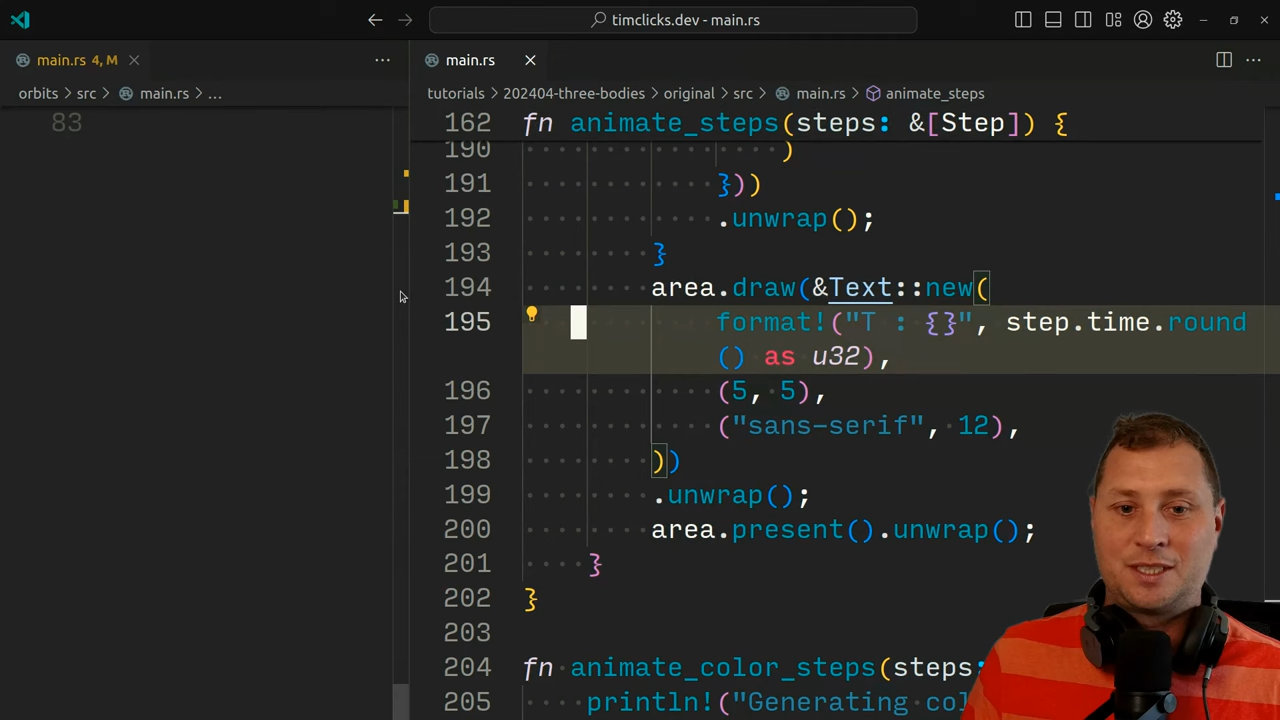 timclicks.dev - main.rs
main.rs 4, M
main.rs
orbits > src > main.rs > ...
tutorials > 202404-three-bodies > original > src > main.rs > animate_steps
83
162 fn animate_steps(steps: &[Step]) {
190 )
191 }))
192 .unwrap();
193 }
194 area.draw(&Text::new(
195 format!("T : {}", step.time.round
() as u32),
196 (5, 5),
197 ("sans-serif", 12),
198 ))
199 .unwrap();
200 area.present().unwrap();
201 }
202 }
203
204 fn animate_color_steps(steps:
205 println!("Generating